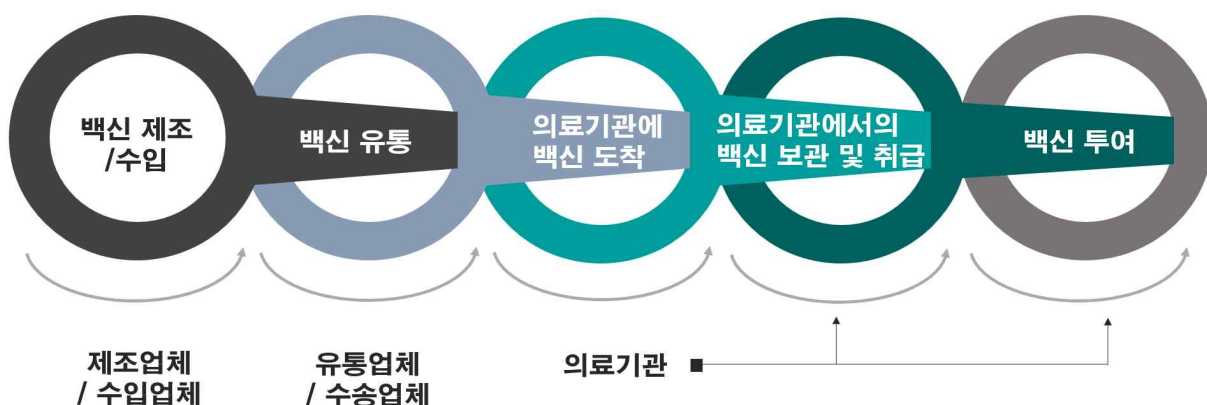 백신 제조
/수입
백신 유통
의료기관에
백신 도착
의료기관에서의
백신 보관 및 취급
백신 투여
제조업체
/ 수입업체
유통업체
/ 수송업체
의료기관